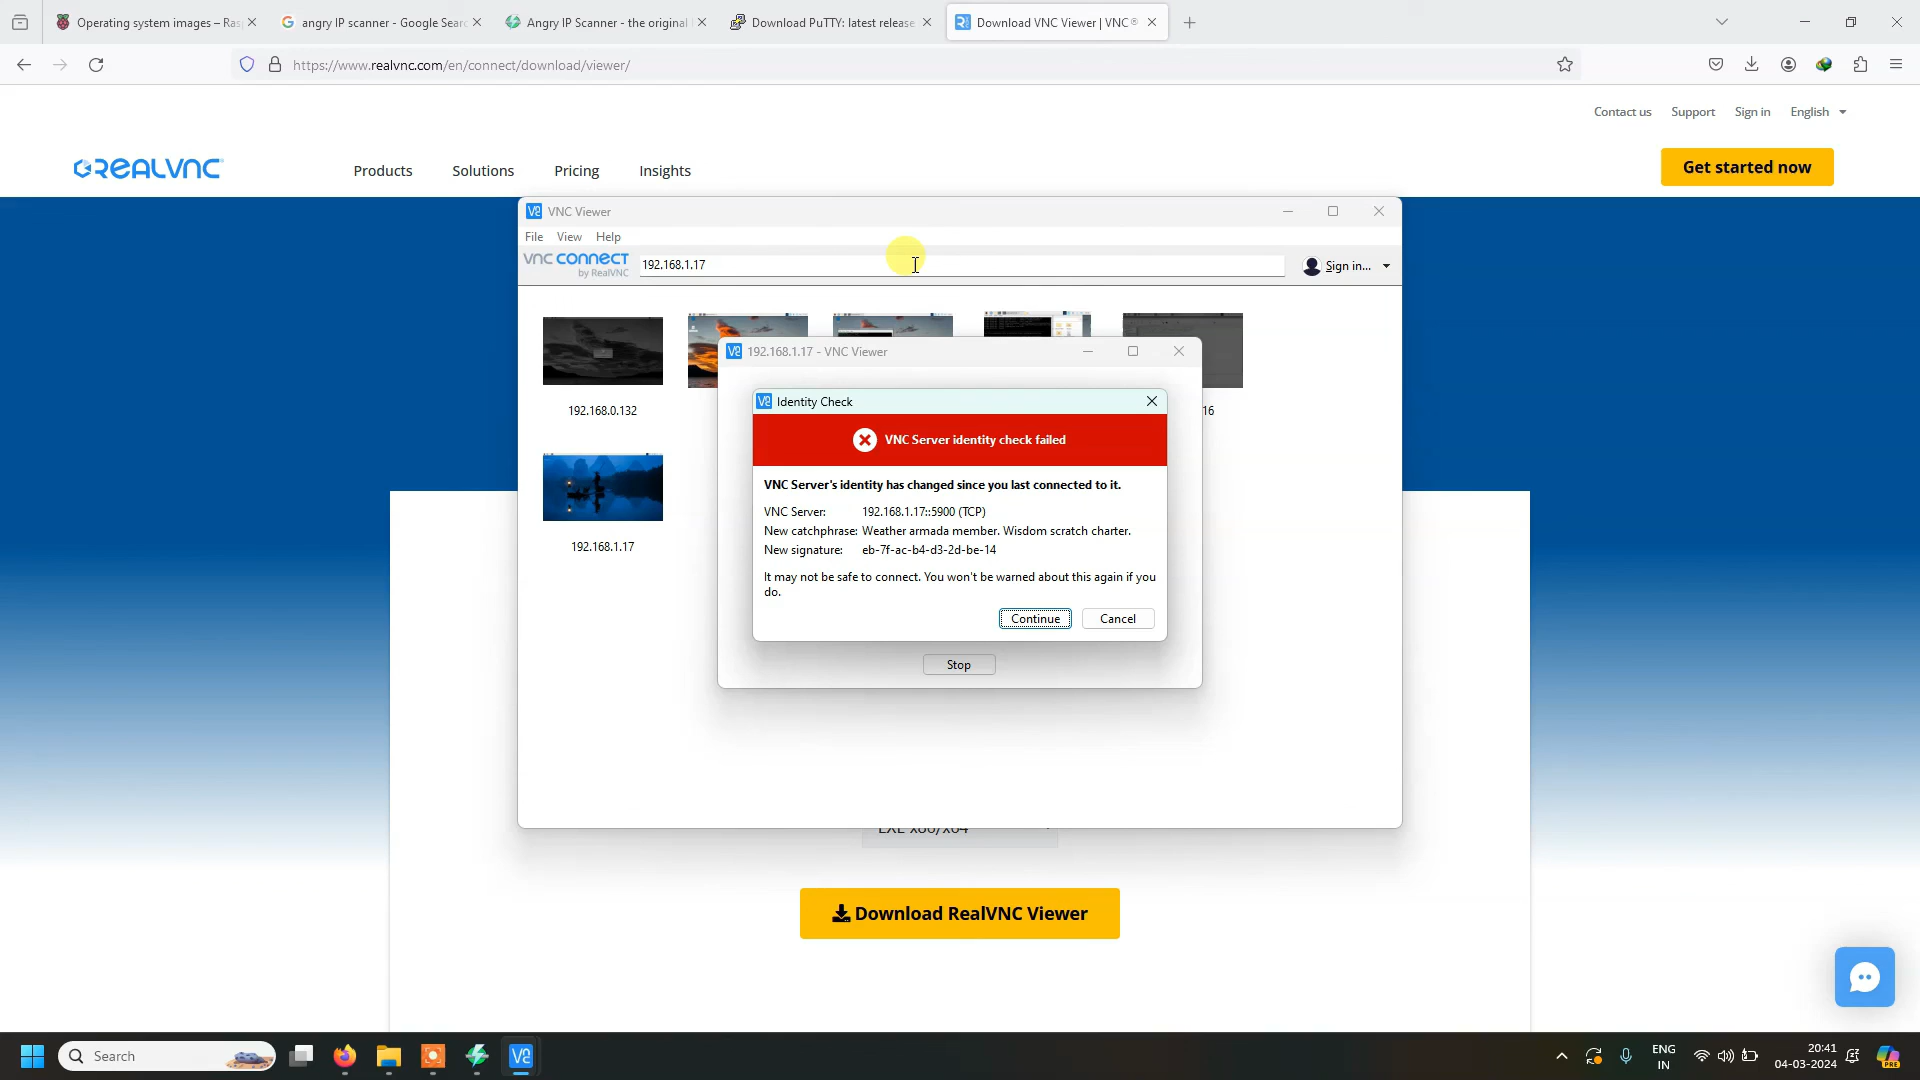 Operating system images – Ras
angry IP scanner - Google Sear
Angry IP Scanner - the original
Download PuTTY: latest release
Download VNC Viewer | VNC®
https://www.realvnc.com/en/connect/download/viewer/
Contact us
Support
Sign in
English
REALVNC
Products
Solutions
Pricing
Insights
Get started now
VNC Viewer
File
View
Help
vnc connect
by RealVNC
192.168.1.17
Sign in...
192.168.0.132
16
192.168.1.17
192.168.1.17 - VNC Viewer
Identity Check
VNC Server identity check failed
VNC Server's identity has changed since you last connected to it.
VNC Server: 192.168.1.17::5900 (TCP)
New catchphrase: Weather armada member. Wisdom scratch charter.
New signature: eb-7f-ac-b4-d3-2d-be-14
It may not be safe to connect. You won't be warned about this again if you
do.
Continue
Cancel
Stop
EXE x86/x64
Download RealVNC Viewer
Search
ENG
IN
20:41
04-03-2024